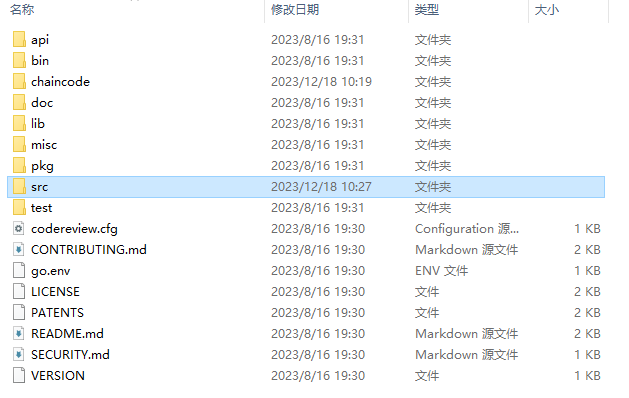 名称 修改日期 类型 大小
api 2023/8/16 19:31 文件夹
bin 2023/8/16 19:31 文件夹
chaincode 2023/12/18 10:19 文件夹
doc 2023/8/16 19:31 文件夹
lib 2023/8/16 19:31 文件夹
misc 2023/8/16 19:31 文件夹
pkg 2023/8/16 19:31 文件夹
src 2023/12/18 10:27 文件夹
test 2023/8/16 19:31 文件夹
codereview.cfg 2023/8/16 19:30 Configuration 源... 1 KB
CONTRIBUTING.md 2023/8/16 19:30 Markdown 源文件 2 KB
go.env 2023/8/16 19:30 ENV 文件 1 KB
LICENSE 2023/8/16 19:30 文件 2 KB
PATENTS 2023/8/16 19:30 文件 2 KB
README.md 2023/8/16 19:30 Markdown 源文件 2 KB
SECURITY.md 2023/8/16 19:30 Markdown 源文件 1 KB
VERSION 2023/8/16 19:30 文件 1 KB